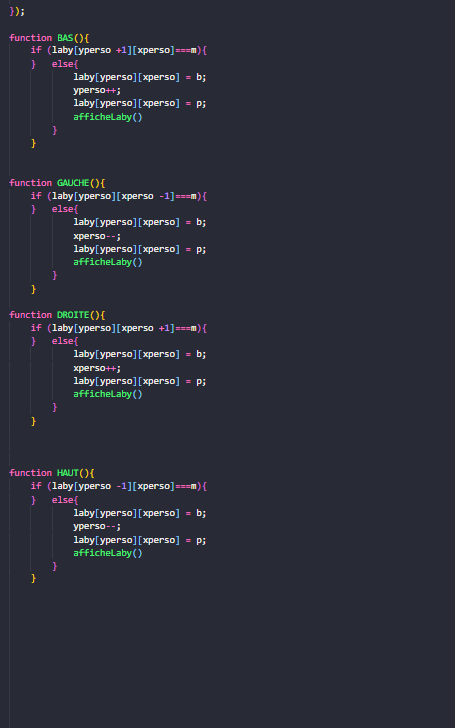 });
function BAS(){
if (laby[yperso +1][xperso]===m){
} else{
laby[yperso][xperso] = b;
yperso++;
laby[yperso][xperso] = p;
afficheLaby()
}
}
function GAUCHE(){
if (laby[yperso][xperso -1]===m){
} else{
laby[yperso][xperso] = b;
xperso--;
laby[yperso][xperso] = p;
afficheLaby()
}
}
function DROITE(){
if (laby[yperso][xperso +1]===m){
} else{
laby[yperso][xperso] = b;
xperso++;
laby[yperso][xperso] = p;
afficheLaby()
}
}
function HAUT(){
if (laby[yperso -1][xperso]===m){
} else{
laby[yperso][xperso] = b;
yperso--;
laby[yperso][xperso] = p;
afficheLaby()
}
}